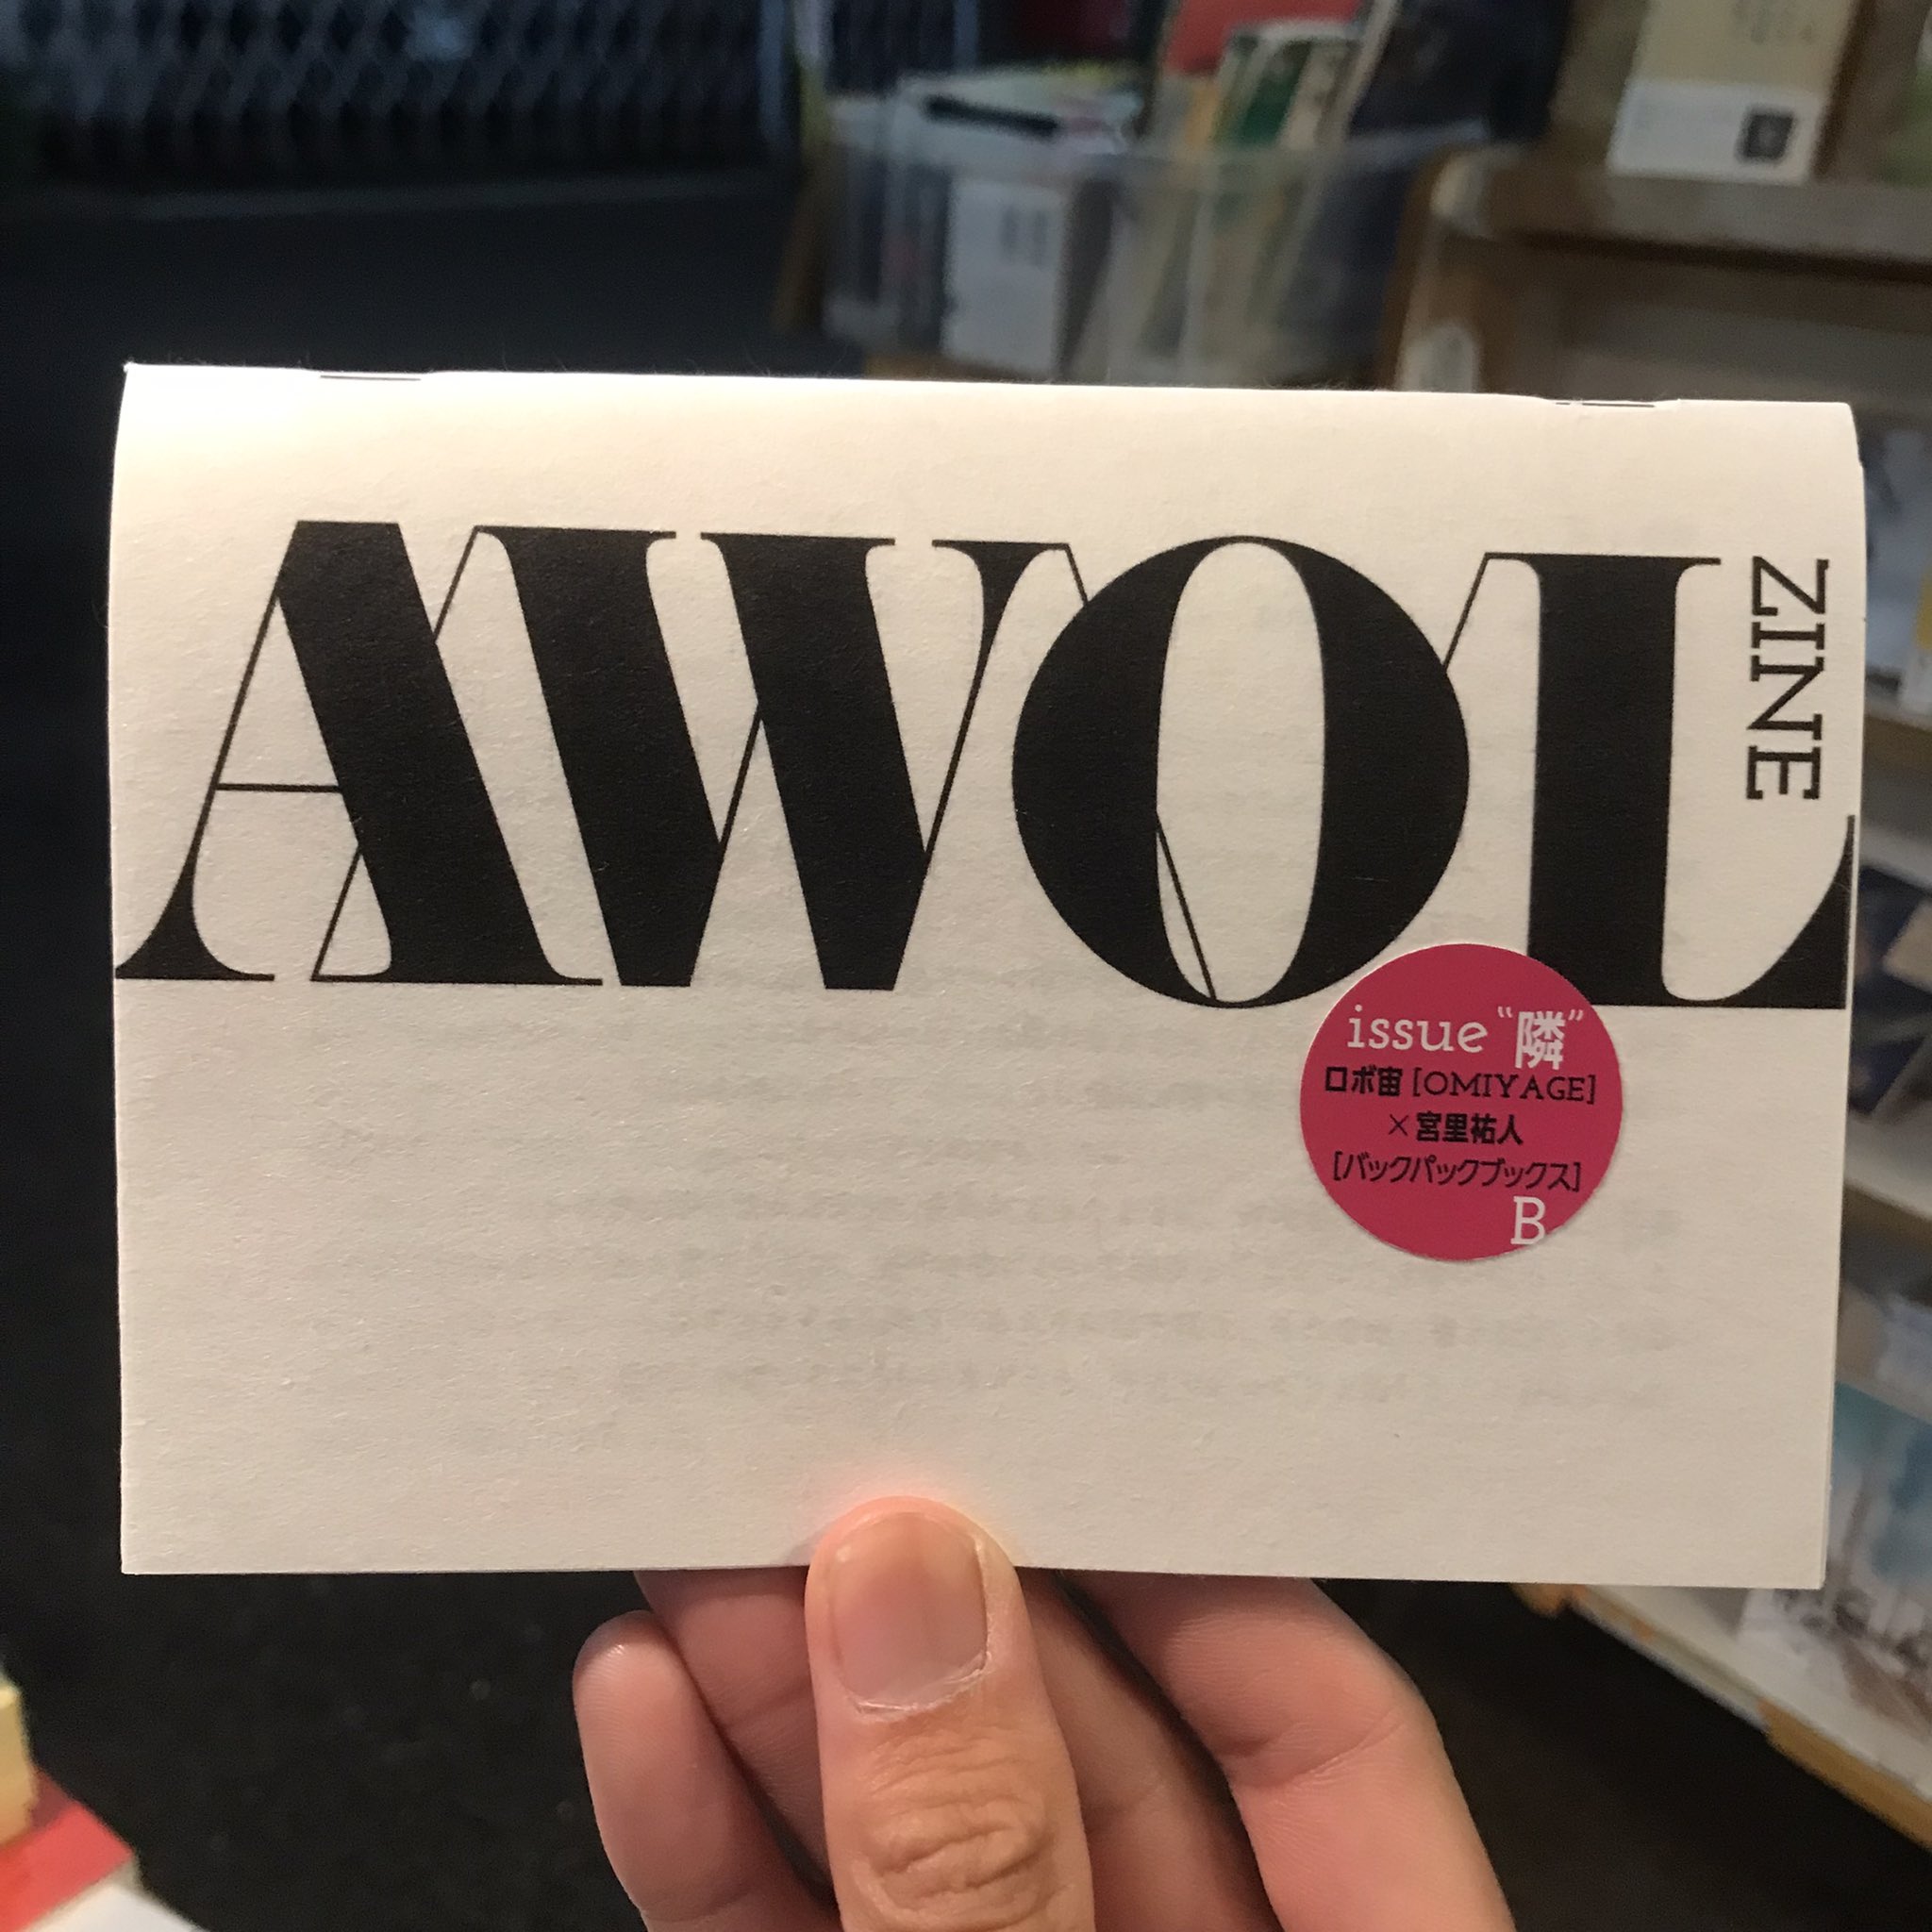 AWOL
ZINE
issue “隣”
ロボ宙 [OMIYAGE]
×宮里祐人
[バックパックブックス]
B